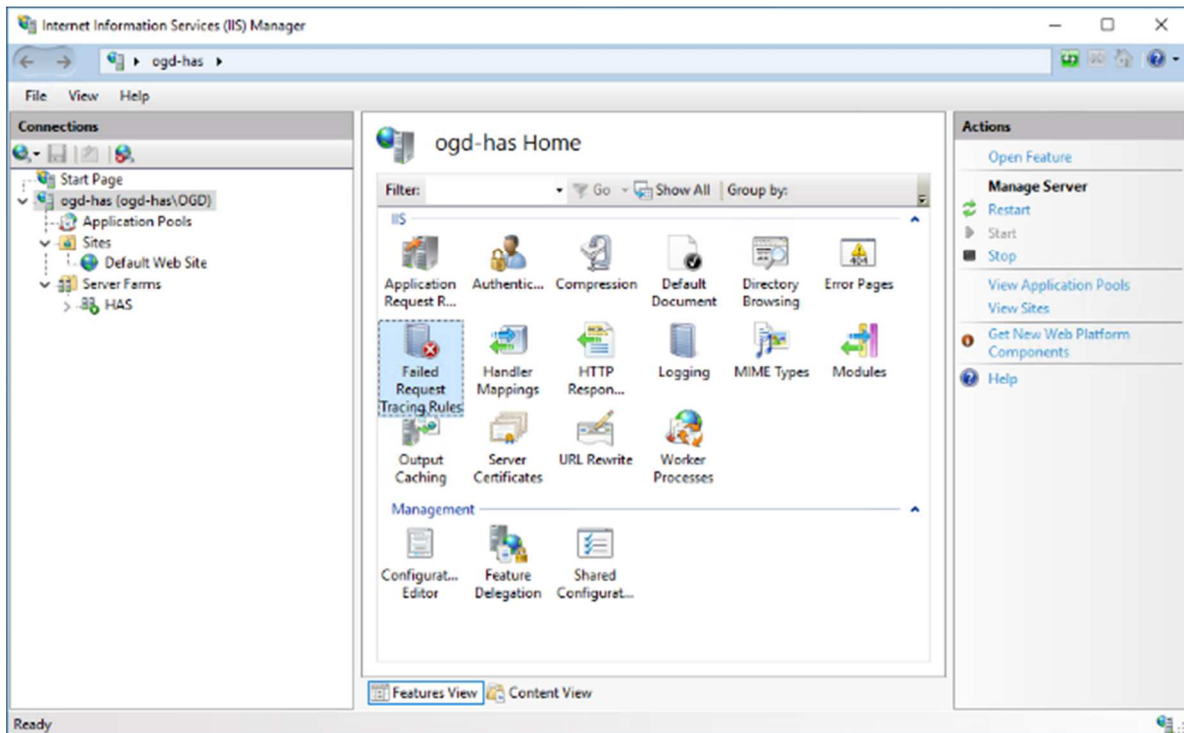 Internet Information Services (IIS) Manager
ogd-has
File View Help
Connections
Start Page
ogd-has (ogd-has\OGD)
Application Pools
Sites
Default Web Site
Server Farms
HAS
ogd-has Home
Filter: Go Show All Group by:
IIS
Application Request R...
Authentic...
Compression
Default Document
Directory Browsing
Error Pages
Failed Request Tracing Rules
Handler Mappings
HTTP Respon...
Logging
MIME Types
Modules
Output Caching
Server Certificates
URL Rewrite
Worker Processes
Management
Configurat... Editor
Feature Delegation
Shared Configurat...
Features View Content View
Actions
Open Feature
Manage Server
Restart
Start
Stop
View Application Pools
View Sites
Get New Web Platform
Components
Help
Ready